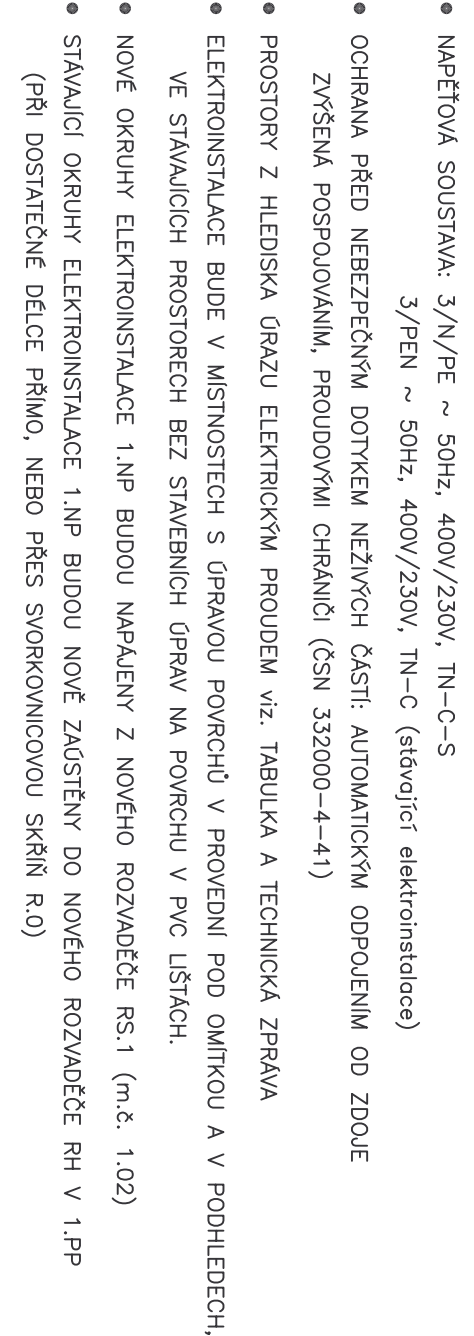 • NAPĚŤOVÁ SOUSTAVA: 3/N/PE ~ 50Hz, 400V/230V, TN-C-S
3/PEN ~ 50Hz, 400V/230V, TN-C (stávající elektroinstalace)
• OCHRANA PŘED NEBEZPEČNÝM DOTYKEM NEŽIVÝCH ČÁSTÍ: AUTOMATICKÝM ODPOJENÍM OD ZDOJE
ZVÝŠENÁ POSPOJOVÁNÍM, PROUDOVÝMI CHRÁNIČI (ČSN 332000-4-41)
• PROSTORY Z HLEDISKA ÚRAZU ELEKTRICKÝM PROUDEM viz. TABULKA A TECHNICKÁ ZPRÁVA
• ELEKTROINSTALACE BUDE V MÍSTNOSTECH S ÚPRAVOU POVRCHŮ V PROVEDNÍ POD OMÍTKOU A V PODHLEDECH,
VE STÁVAJÍCÍCH PROSTORECH BEZ STAVEBNÍCH ÚPRAV NA POVRCHU V PVC LIŠTÁCH.
• NOVÉ OKRUHY ELEKTROINSTALACE 1.NP BUDOU NAPÁJENY Z NOVÉHO ROZVADĚČE RS.1 (m.č. 1.02)
• STÁVAJÍCÍ OKRUHY ELEKTROINSTALACE 1.NP BUDOU NOVĚ ZAÚSTĚNY DO NOVÉHO ROZVADĚČE RH V 1.PP
(PŘI DOSTATEČNÉ DÉLCE PŘÍMO, NEBO PŘES SVORKOVNICOVOU SKŘÍŇ R.0)